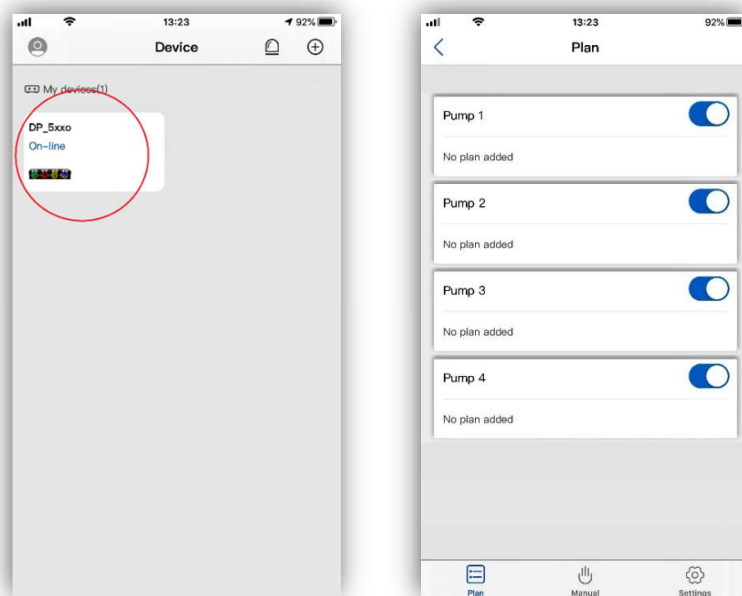 13:23
92%
Device
My devices(1)
DP_5xxo
On-line
13:23
92%
Plan
Pump 1
No plan added
Pump 2
No plan added
Pump 3
No plan added
Pump 4
No plan added
Plan
Manual
Settings